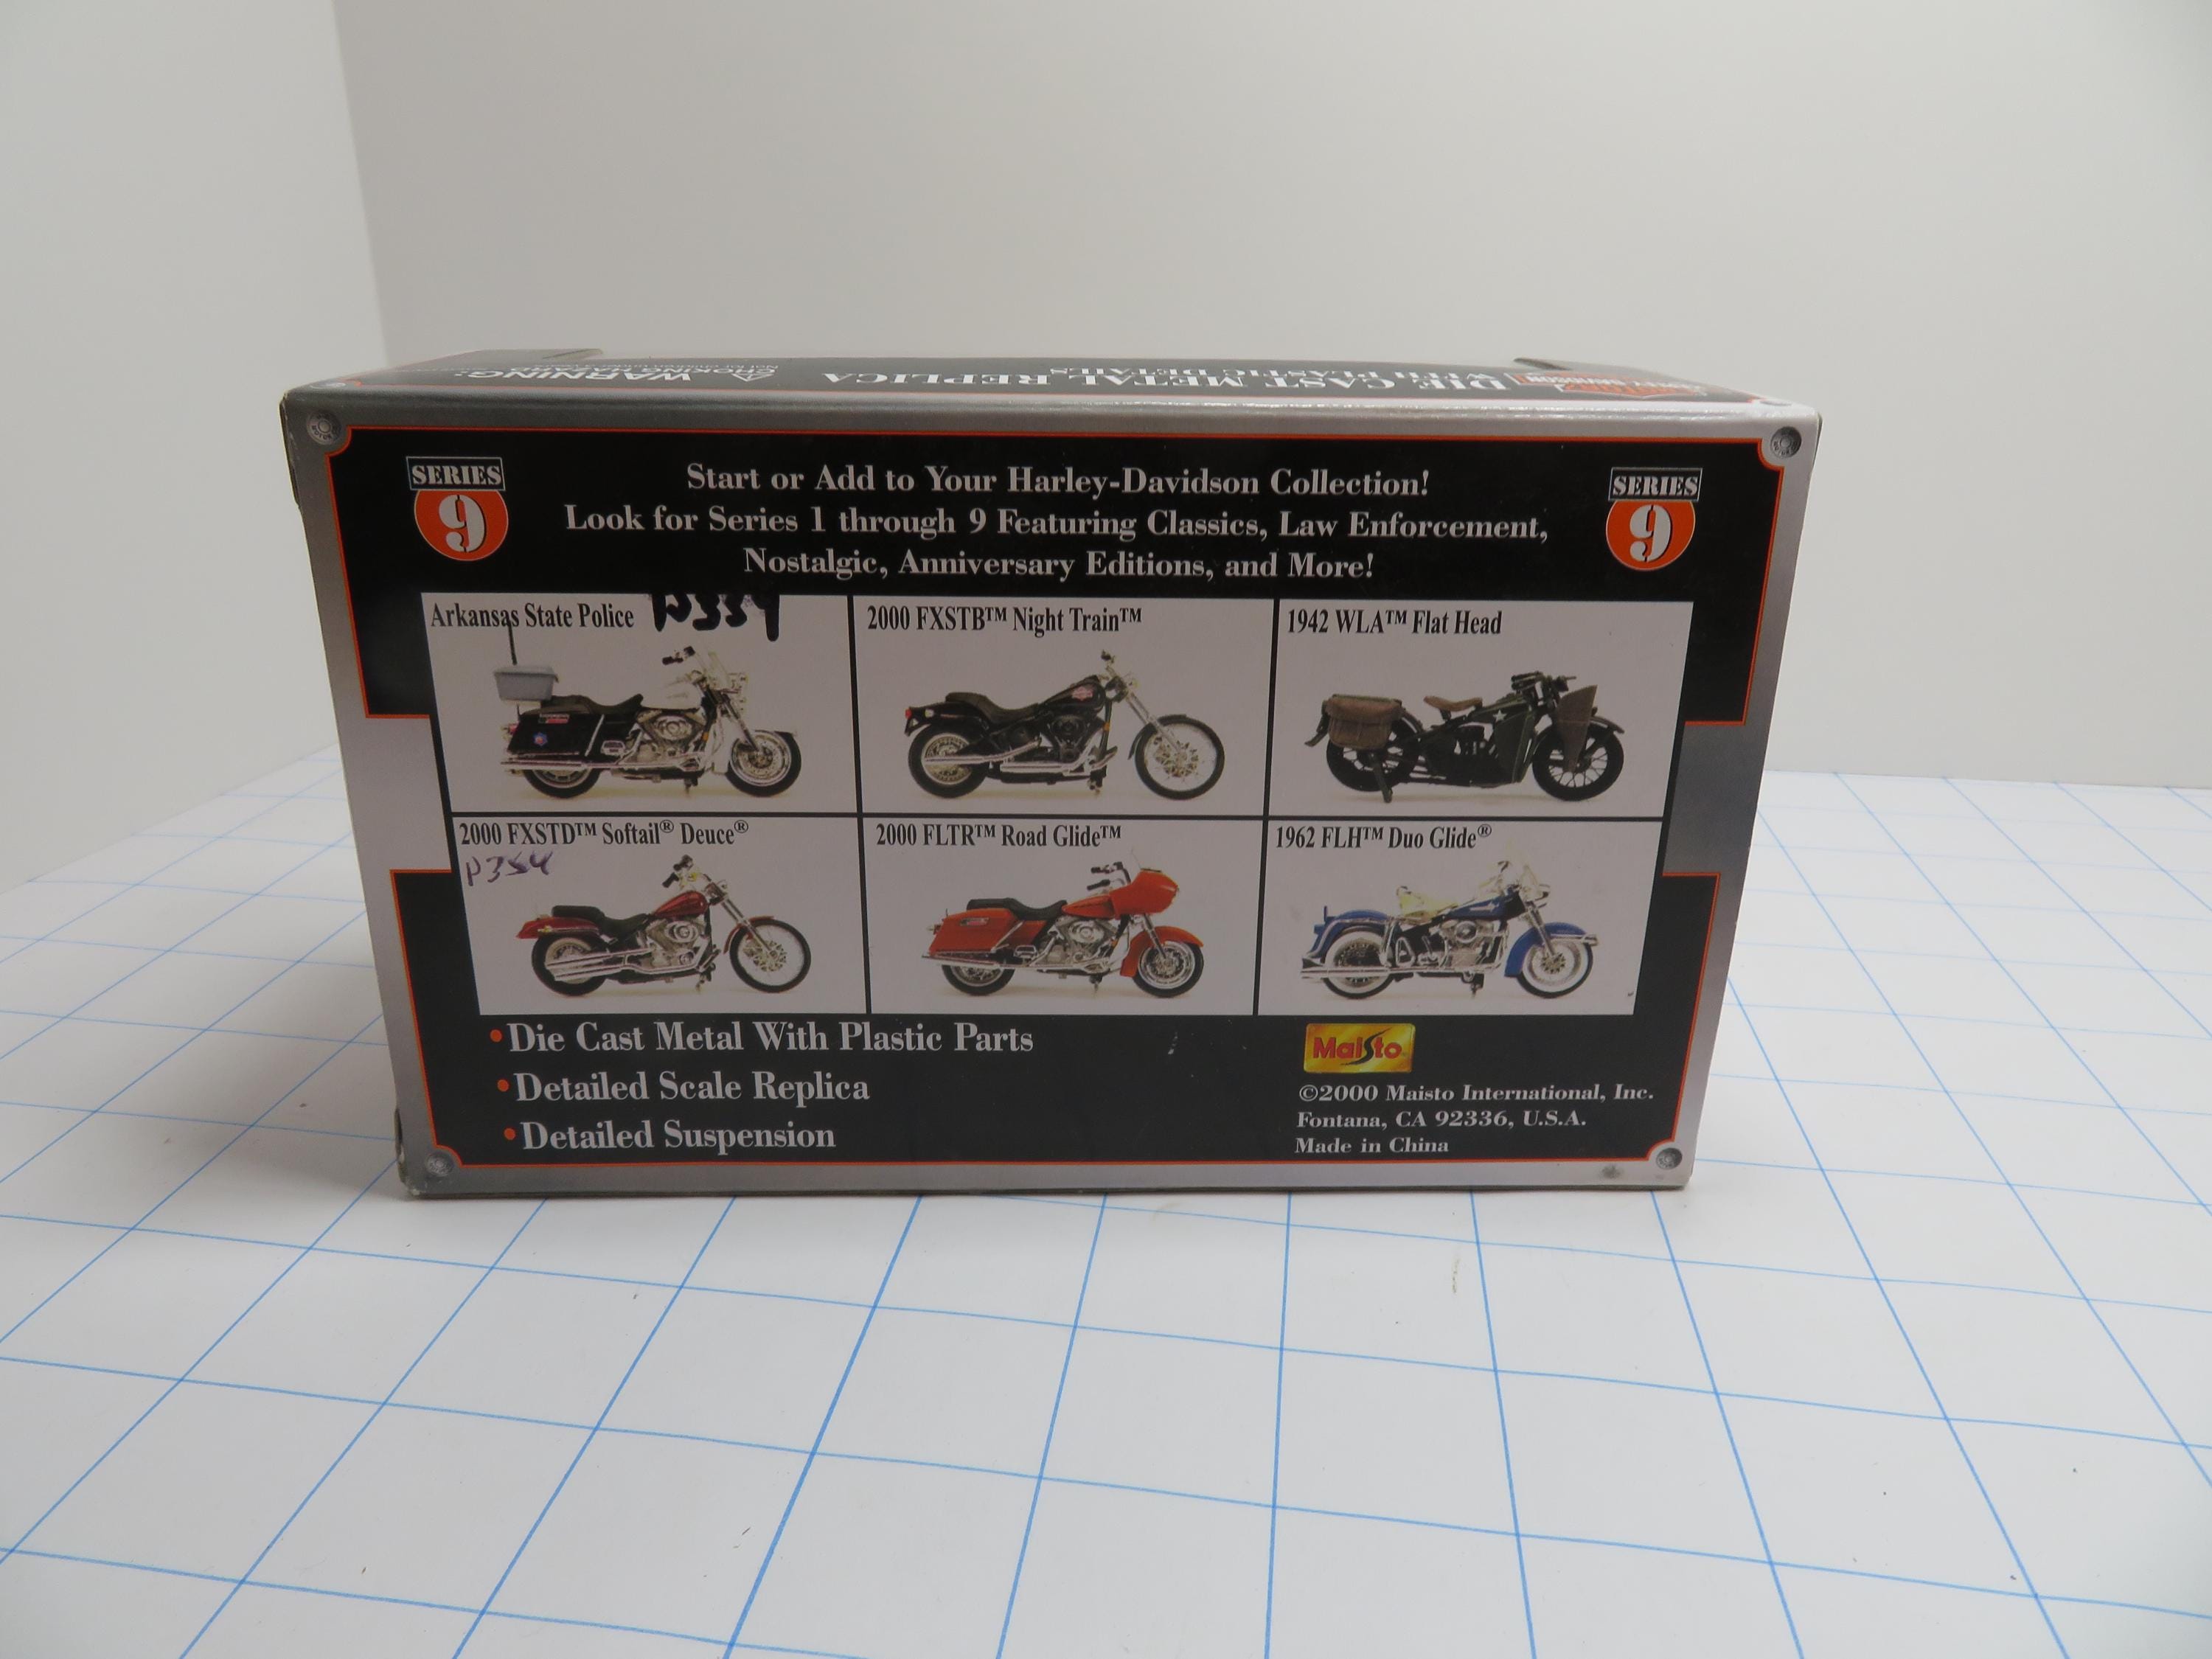 WARNING:
CHOKING HAZARD
DIE CAST METAL REPLICA
WITH PLASTIC DETAILS
SERIES
9
Start or Add to Your Harley-Davidson Collection!
Look for Series 1 through 9 Featuring Classics, Law Enforcement,
Nostalgic, Anniversary Editions, and More!
SERIES
9
Arkansas State Police
2000 FXSTB™ Night Train™
1942 WLA™ Flat Head
2000 FXSTD™ Softail® Deuce®
P354
2000 FLTR™ Road Glide™
1962 FLH™ Duo Glide®
• Die Cast Metal With Plastic Parts
• Detailed Scale Replica
• Detailed Suspension
Maisto
©2000 Maisto International, Inc.
Fontana, CA 92336, U.S.A.
Made in China